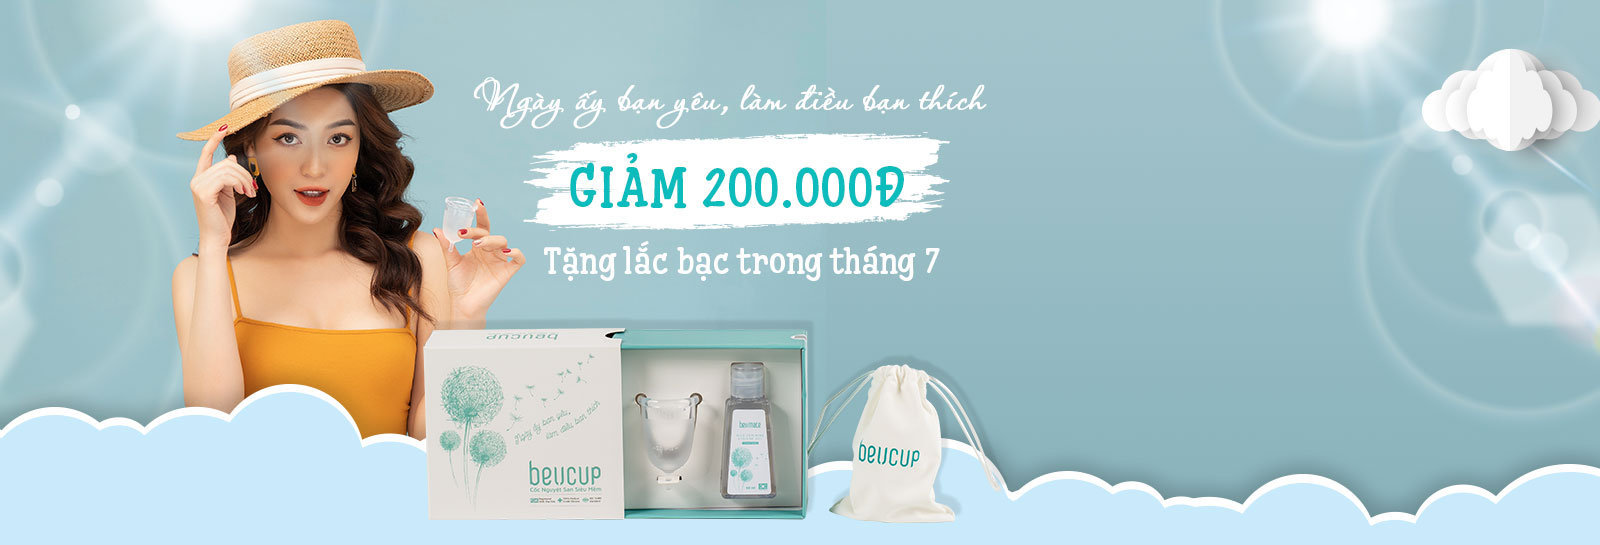 Ngày ấy bạn yêu, làm điều bạn thích
GIẢM 200.000Đ
Tặng lắc bạc trong tháng 7
beUcup
Ngày ấy bạn yêu,
làm điều bạn thích
beUcup
Cốc Nguyệt San Siêu Mềm
beUmate
beUcup